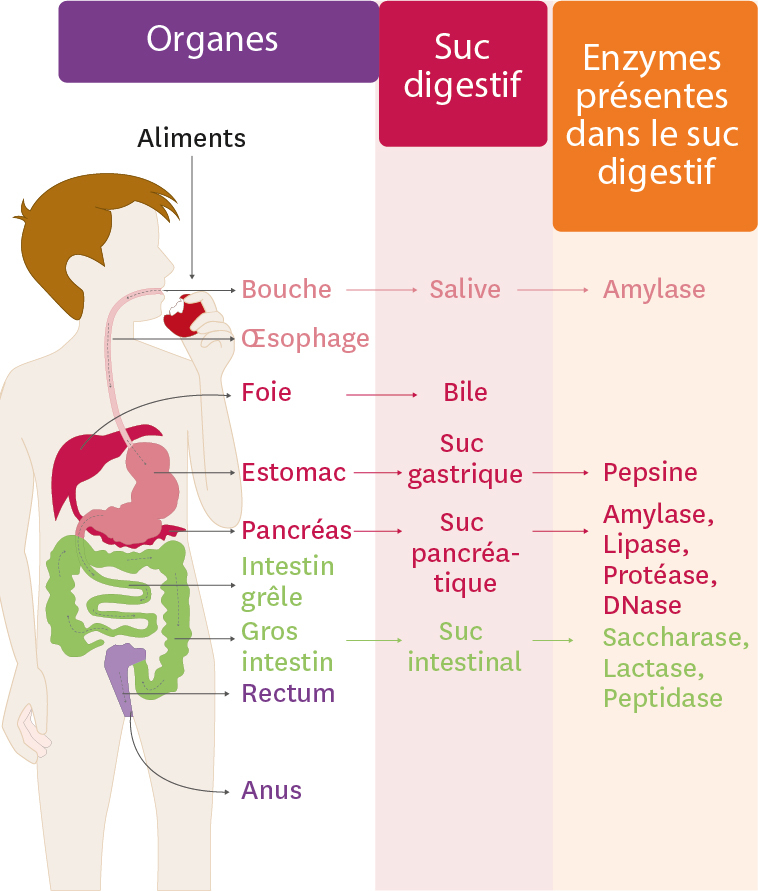 Organes
Suc
digestif
Enzymes
présentes
dans le suc
digestif
Aliments
Bouche
Salive
Amylase
Œsophage
Foie
Bile
Estomac
Suc
gastrique
Pepsine
Pancréas
Suc
pancréa-
tique
Amylase,
Lipase,
Protéase,
DNase
Intestin
grêle
Gros
intestin
Suc
intestinal
Saccharase,
Lactase,
Peptidase
Rectum
Anus